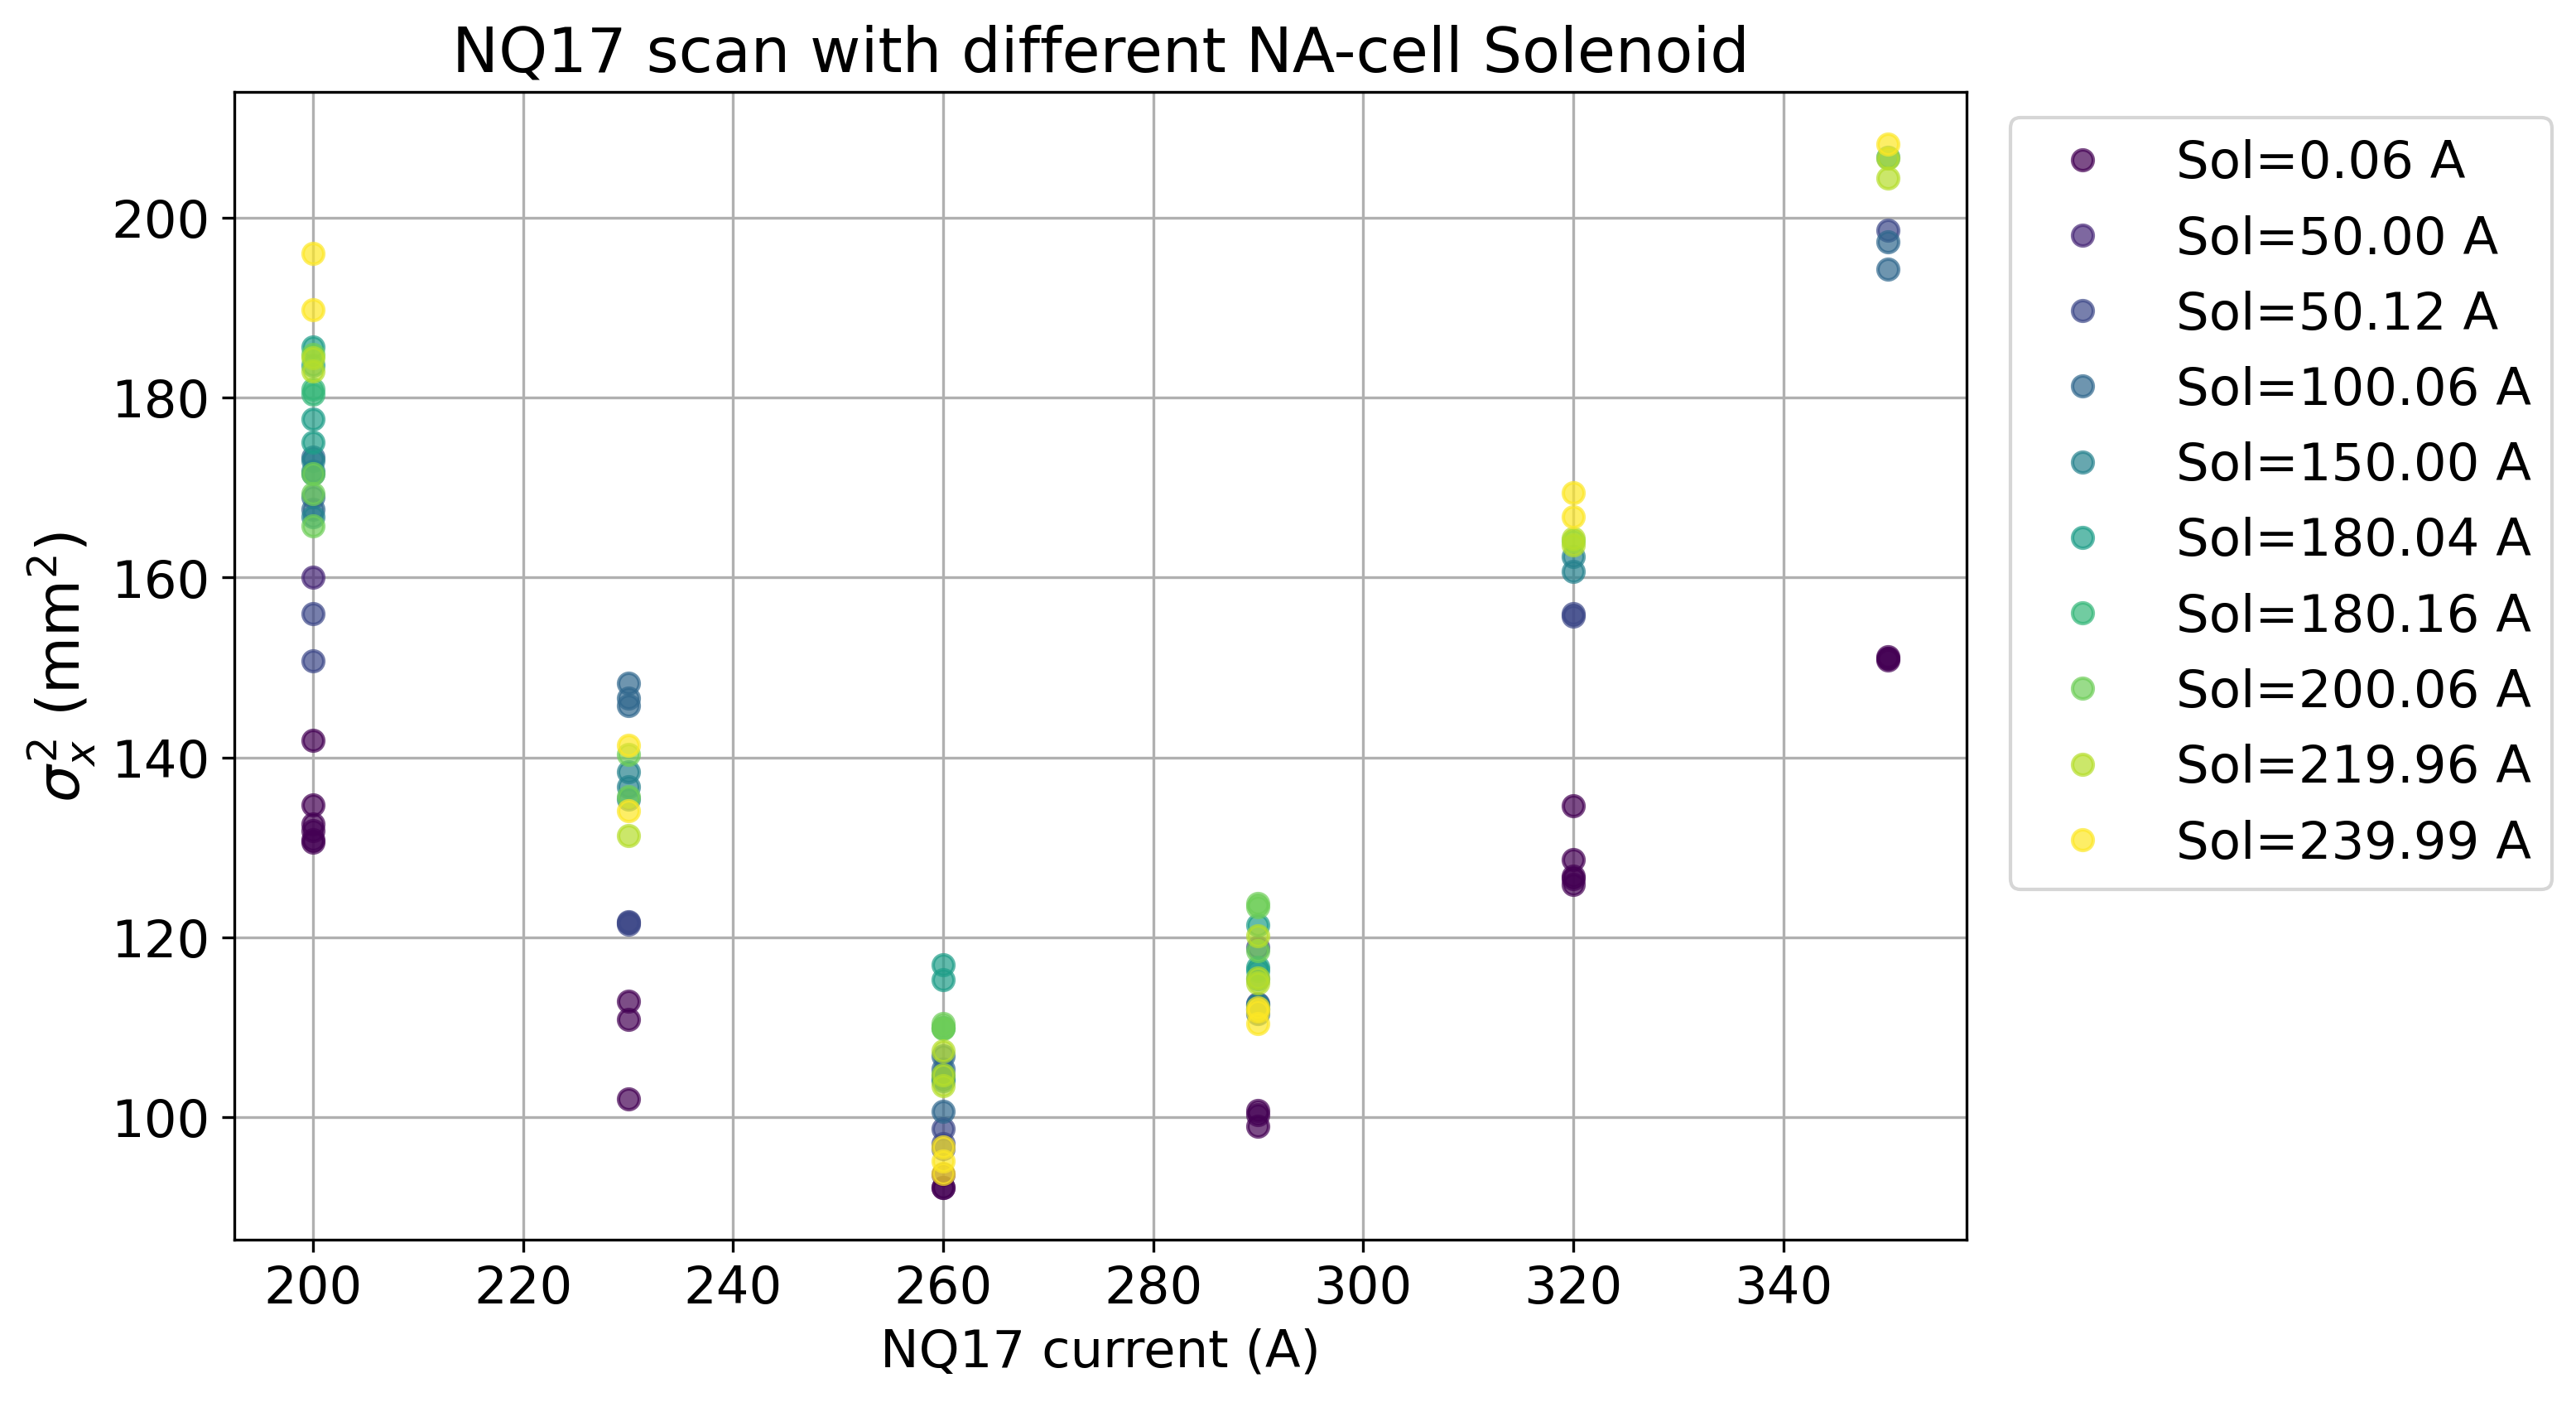 NQ17 scan with different NA-cell Solenoid
σₓ² (mm²)
200
180
160
140
120
100
200 220 240 260 280 300 320 340
NQ17 current (A)
Sol=0.06 A
Sol=50.00 A
Sol=50.12 A
Sol=100.06 A
Sol=150.00 A
Sol=180.04 A
Sol=180.16 A
Sol=200.06 A
Sol=219.96 A
Sol=239.99 A